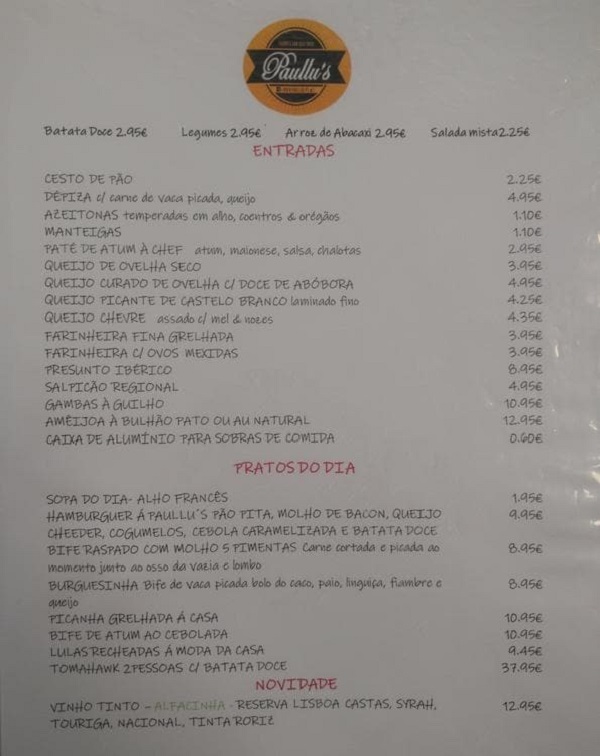 Paullu's
Batata Doce 2.95€ Legumes 2.95€ Arroz de Abacaxi 2.95€ Salada mista 2.25€
ENTRADAS
CESTO DE PÃO 2.25€
DÉPIZA c/ carne de vaca picada, queijo 4.95€
AZEITONAS temperadas em alho, coentros & orégãos 1.10€
MANTEIGAS 1.10€
PATÉ DE ATUM À CHEF atum, maionese, salsa, chalotas 2.95€
QUEIJO DE OVELHA SECO 3.95€
QUEIJO CURADO DE OVELHA C/ DOCE DE ABÓBORA 4.95€
QUEIJO PICANTE DE CASTELO BRANCO laminado fino 4.25€
QUEIJO CHEVRE assado c/ mel & nozes 4.35€
FARINHEIRA FINA GRELHADA 3.95€
FARINHEIRA C/ OVOS MEXIDAS 3.95€
PRESUNTO IBÉRICO 8.95€
SALPICÃO REGIONAL 4.95€
GAMBAS À GUILHO 10.95€
AMÊIJOA À BULHÃO PATO OU AU NATURAL 12.95€
CAIXA DE ALUMÍNIO PARA SOBRAS DE COMIDA 0.60€
PRATOS DO DIA
SOPA DO DIA- ALHO FRANCÊS 1.95€
HAMBURGUER Á PAULLU'S PÃO PITA, MOLHO DE BACON, QUEIJO 9.95€
CHEEDER, COGUMELOS, CEBOLA CARAMELIZADA E BATATA DOCE
BIFE RASPADO COM MOLHO 5 PIMENTAS Carne cortada e picada ao 8.95€
momento junto ao osso da vazia e lombo
BURGUESINHA Bife de vaca picada bolo do caco, paio, linguiça, fiambre e 8.95€
queijo
PICANHA GRELHADA Á CASA 10.95€
BIFE DE ATUM AO CEBOLADA 10.95€
LULAS RECHEADAS Á MODA DA CASA 9.45€
TOMAHAWK 2PESSOAS C/ BATATA DOCE 37.95€
NOVIDADE
VINHO TINTO - ALFACINHA - RESERVA LISBOA CASTAS, SYRAH, 12.95€
TOURIGA, NACIONAL, TINTA RORIZ